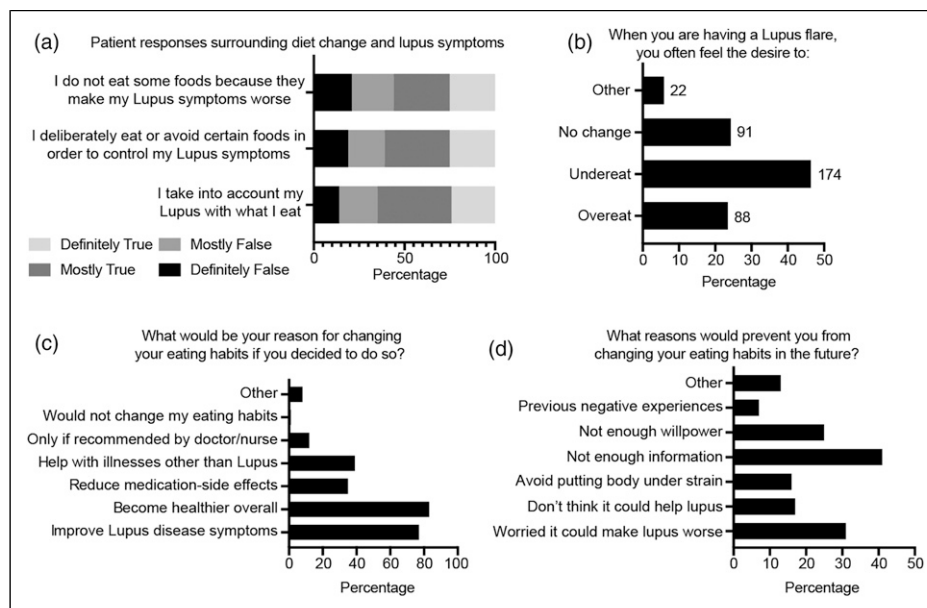 (a)
Patient responses surrounding diet change and lupus symptoms
I do not eat some foods because they
make my Lupus symptoms worse
I deliberately eat or avoid certain foods in
order to control my Lupus symptoms
I take into account my
Lupus with what I eat
0 50 100
Percentage
Definitely True Mostly False
Mostly True Definitely False
(b)
When you are having a Lupus flare,
you often feel the desire to:
Other 22
No change 91
Undereat 174
Overeat 88
0 10 20 30 40 50
Percentage
(c)
What would be your reason for changing
your eating habits if you decided to do so?
Other
Would not change my eating habits
Only if recommended by doctor/nurse
Help with illnesses other than Lupus
Reduce medication-side effects
Become healthier overall
Improve Lupus disease symptoms
0 20 40 60 80 100
Percentage
(d)
What reasons would prevent you from
changing your eating habits in the future?
Other
Previous negative experiences
Not enough willpower
Not enough information
Avoid putting body under strain
Don't think it could help lupus
Worried it could make lupus worse
0 10 20 30 40 50
Percentage